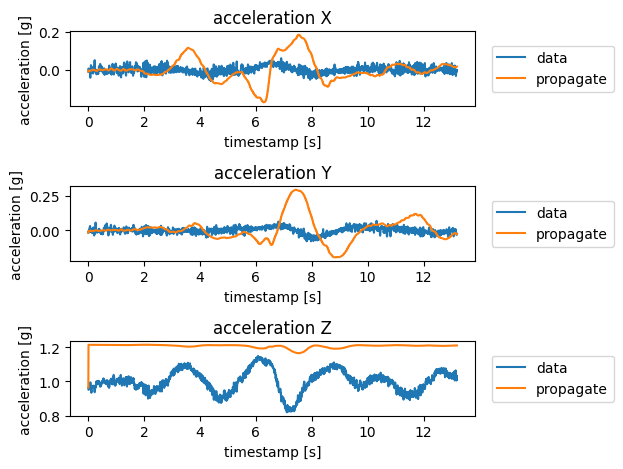 acceleration X
acceleration [g]
0.2
0.0
0 2 4 6 8 10 12
timestamp [s]
data
propagate
acceleration Y
acceleration [g]
0.25
0.00
0 2 4 6 8 10 12
timestamp [s]
data
propagate
acceleration Z
acceleration [g]
1.2
1.0
0.8
0 2 4 6 8 10 12
timestamp [s]
data
propagate